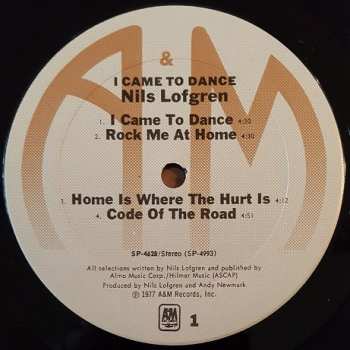 &
I CAME TO DANCE
Nils Lofgren
1. I Came To Dance 4:30
2. Rock Me At Home 4:30
3. Home Is Where The Hurt Is 4:12
4. Code Of The Road 4:51
SP-4628/Stereo (SP-4993)
All selections written by Nils Lofgren and published by
Almo Music Corp./Hilmer Music (ASCAP)
Produced by Nils Lofgren and Andy Newmark.
Ⓟ 1977 A&M Records, Inc.
A&M
1